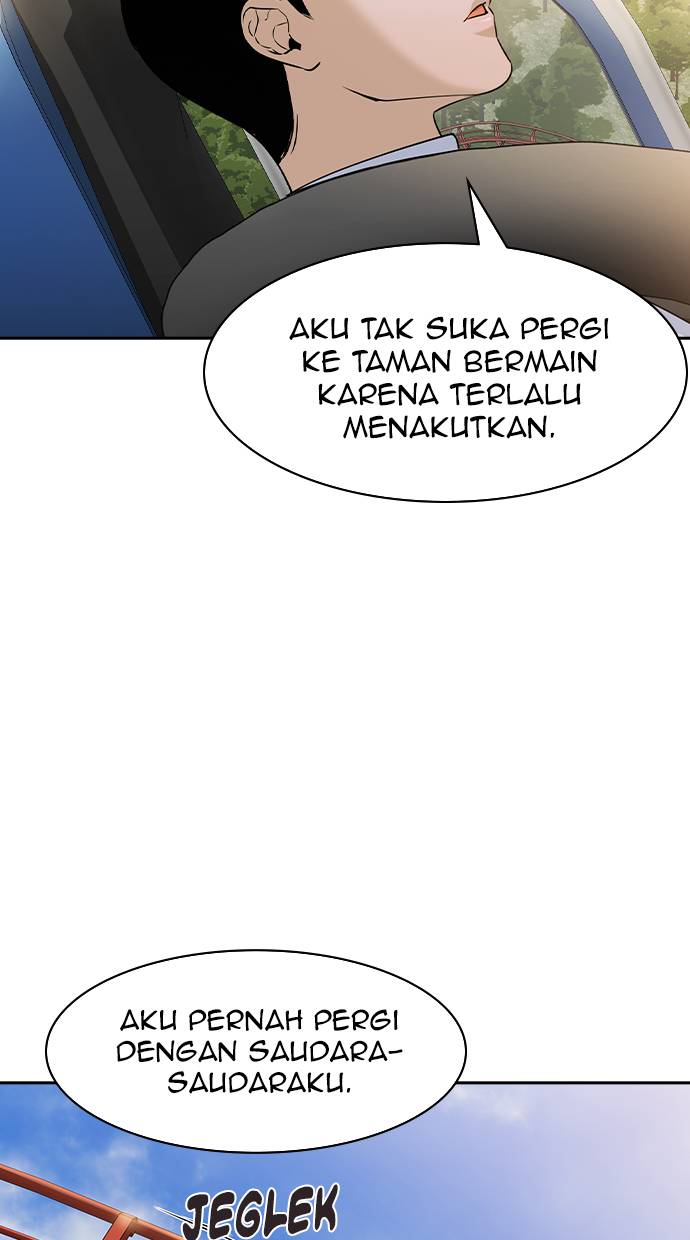 AKU TAK SUKA PERGI
KE TAMAN BERMAIN
KARENA TERLALU
MENAKUTKAN.
AKU PERNAH PERGI
DENGAN SAUDARA-
SAUDARAKU.
JEGLEK